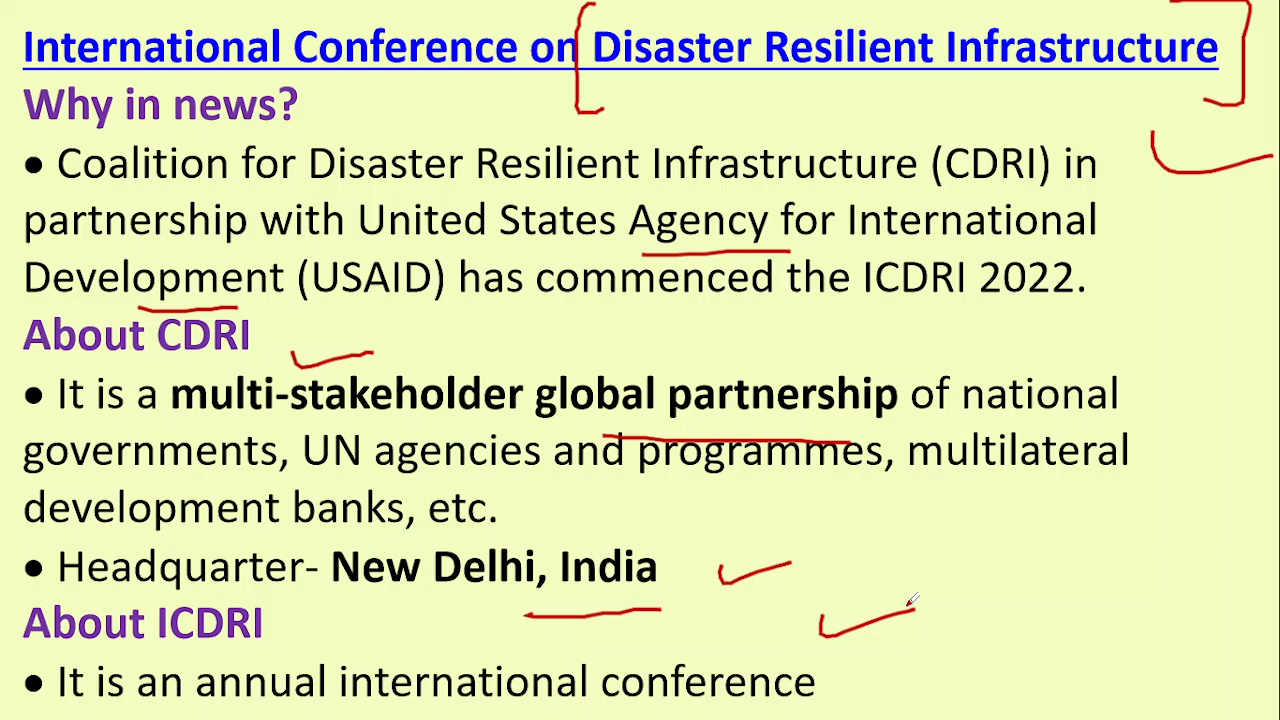 International Conference on Disaster Resilient Infrastructure
Why in news?
• Coalition for Disaster Resilient Infrastructure (CDRI) in
partnership with United States Agency for International
Development (USAID) has commenced the ICDRI 2022.
About CDRI
• It is a multi-stakeholder global partnership of national
governments, UN agencies and programmes, multilateral
development banks, etc.
• Headquarter- New Delhi, India
About ICDRI
• It is an annual international conference